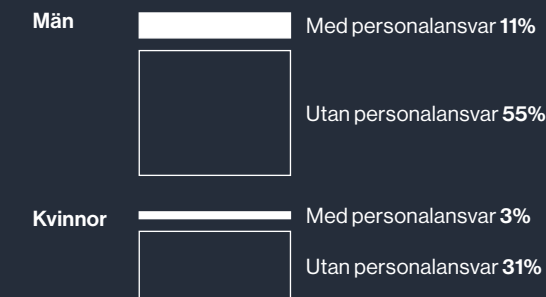 Män
Med personalansvar 11%
Utan personalansvar 55%
Kvinnor
Med personalansvar 3%
Utan personalansvar 31%